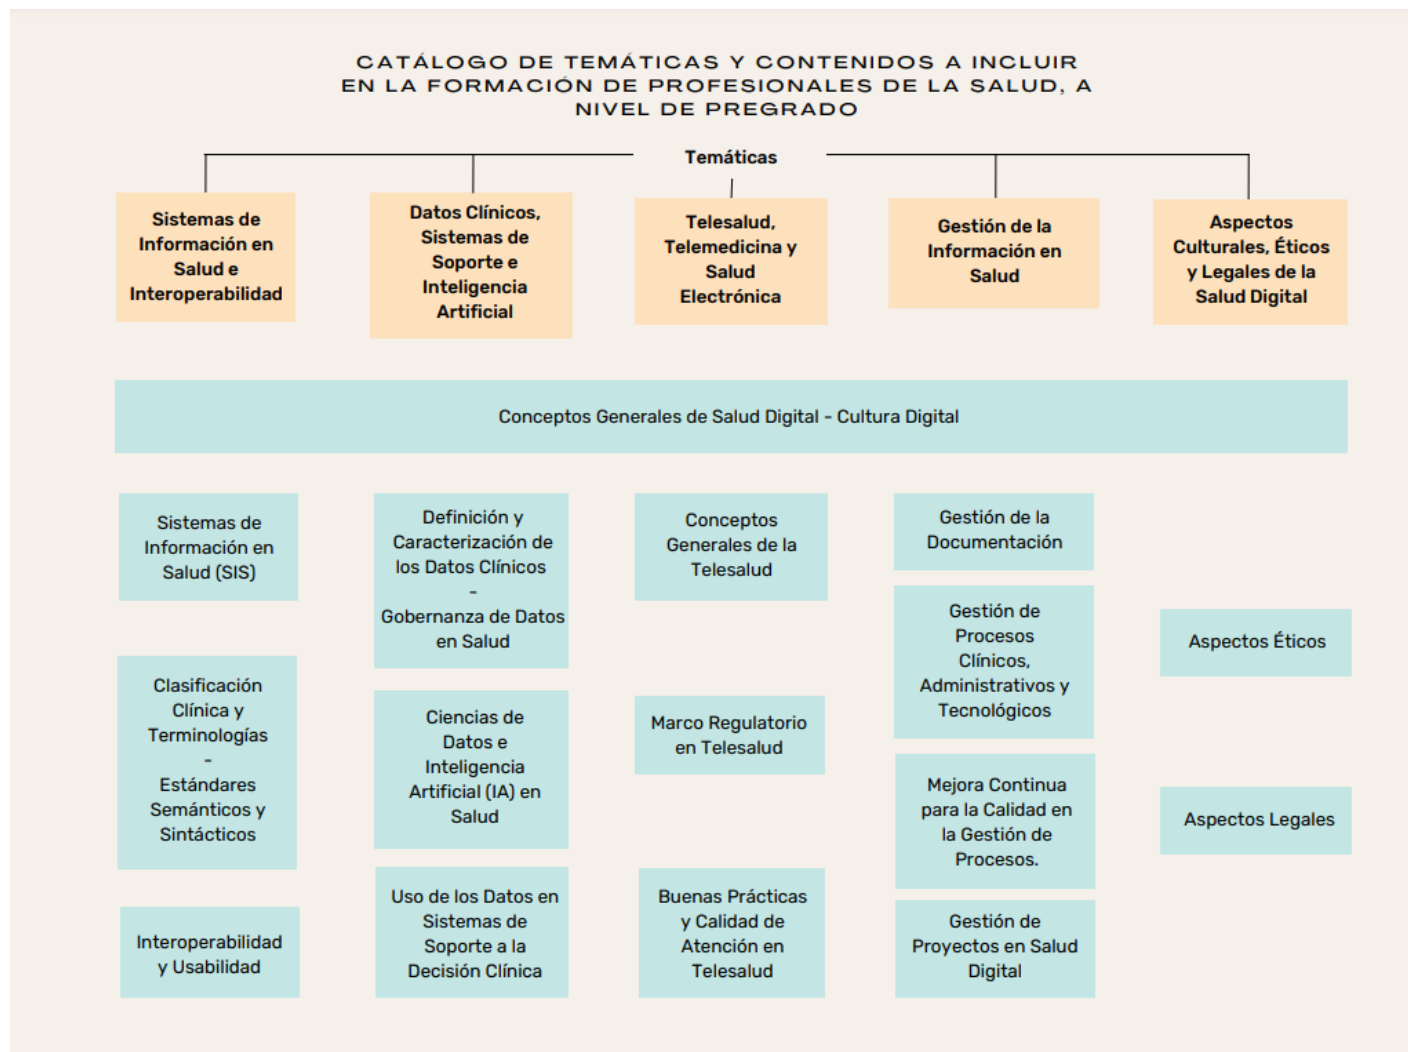 CATÁLOGO DE TEMÁTICAS Y CONTENIDOS A INCLUIR
EN LA FORMACIÓN DE PROFESIONALES DE LA SALUD, A
NIVEL DE PREGRADO
Temáticas
Sistemas de
Información en
Salud e
Interoperabilidad
Datos Clínicos,
Sistemas de
Soporte e
Inteligencia
Artificial
Telesalud,
Telemedicina y
Salud
Electrónica
Gestión de la
Información en
Salud
Aspectos
Culturales, Éticos
y Legales de la
Salud Digital
Conceptos Generales de Salud Digital - Cultura Digital
Sistemas de
Información en
Salud (SIS)
Clasificación
Clínica y
Terminologías
-
Estándares
Semánticos y
Sintácticos
Interoperabilidad
y Usabilidad
Definición y
Caracterización de
los Datos Clínicos
-
Gobernanza de Datos
en Salud
Ciencias de
Datos e
Inteligencia
Artificial (IA) en
Salud
Uso de los Datos en
Sistemas de
Soporte a la
Decisión Clínica
Conceptos
Generales de la
Telesalud
Marco Regulatorio
en Telesalud
Buenas Prácticas
y Calidad de
Atención en
Telesalud
Gestión de la
Documentación
Gestión de
Procesos
Clínicos,
Administrativos y
Tecnológicos
Mejora Continua
para la Calidad en
la Gestión de
Procesos.
Gestión de
Proyectos en Salud
Digital
Aspectos Éticos
Aspectos Legales